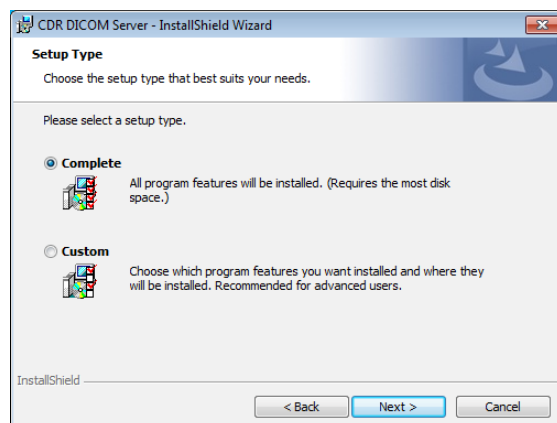 CDR DICOM Server - InstallShield Wizard
Setup Type
Choose the setup type that best suits your needs.
Please select a setup type.
Complete
All program features will be installed. (Requires the most disk
space.)
Custom
Choose which program features you want installed and where they
will be installed. Recommended for advanced users.
InstallShield
< Back
Next >
Cancel